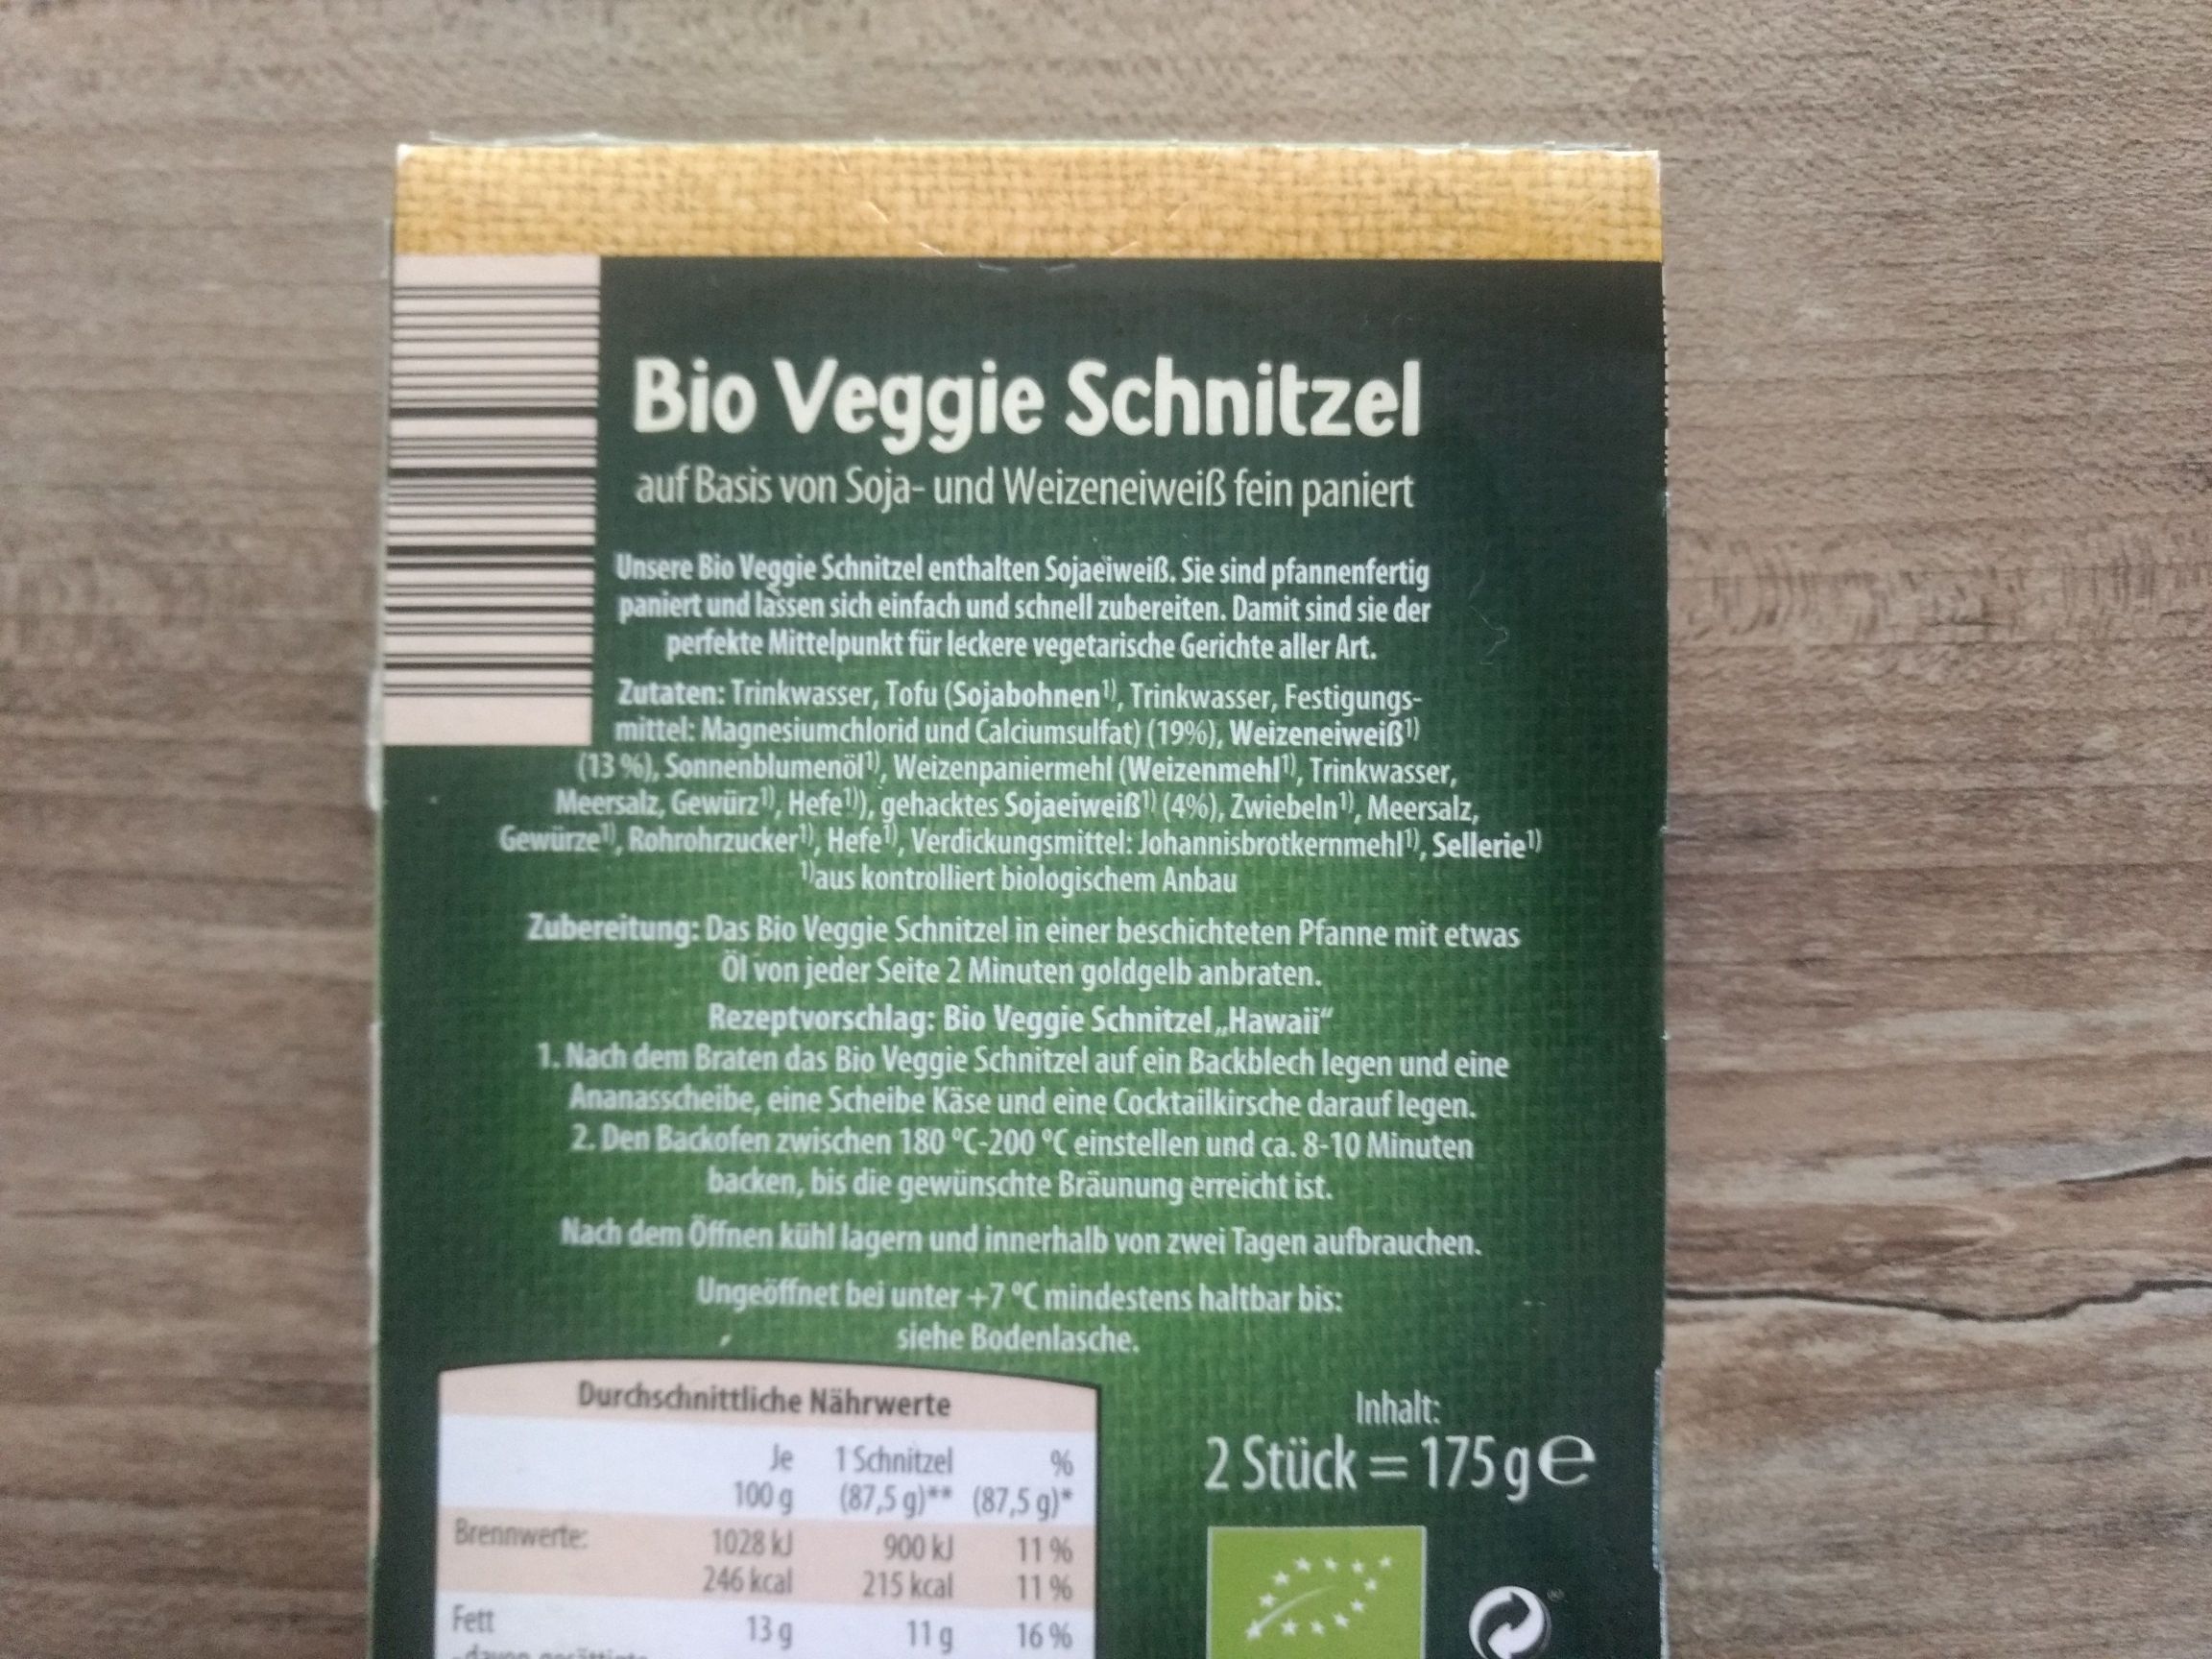 Bio Veggie Schnitzel
auf Basis von Soja- und Weizeneiweiß fein paniert
Unsere Bio Veggie Schnitzel enthalten Sojaeiweiß. Sie sind pfannenfertig
paniert und lassen sich einfach und schnell zubereiten. Damit sind sie der
perfekte Mittelpunkt für leckere vegetarische Gerichte aller Art.
Zutaten: Trinkwasser, Tofu (Sojabohnen¹⁾, Trinkwasser, Festigungs-
mittel: Magnesiumchlorid und Calciumsulfat) (19%), Weizeneiweiß¹⁾
(13 %), Sonnenblumenöl¹⁾, Weizenpaniermehl (Weizenmehl¹⁾, Trinkwasser,
Meersalz, Gewürz¹⁾, Hefe¹⁾), gehacktes Sojaeiweiß¹⁾ (4%), Zwiebeln¹⁾, Meersalz,
Gewürze¹⁾, Rohrohrzucker¹⁾, Hefe¹⁾, Verdickungsmittel: Johannisbrotkernmehl¹⁾, Sellerie¹⁾
¹⁾aus kontrolliert biologischem Anbau
Zubereitung: Das Bio Veggie Schnitzel in einer beschichteten Pfanne mit etwas
Öl von jeder Seite 2 Minuten goldgelb anbraten.
Rezeptvorschlag: Bio Veggie Schnitzel „Hawaii“
1. Nach dem Braten das Bio Veggie Schnitzel auf ein Backblech legen und eine
Ananasscheibe, eine Scheibe Käse und eine Cocktailkirsche darauf legen.
2. Den Backofen zwischen 180 °C-200 °C einstellen und ca. 8-10 Minuten
backen, bis die gewünschte Bräunung erreicht ist.
Nach dem Öffnen kühl lagern und innerhalb von zwei Tagen aufbrauchen.
Ungeöffnet bei unter +7 °C mindestens haltbar bis:
siehe Bodenlasche.
Durchschnittliche Nährwerte
Je 1 Schnitzel %
100 g (87,5 g)** (87,5 g)*
Brennwerte: 1028 kJ 900 kJ 11 %
246 kcal 215 kcal 11 %
Fett 13 g 11 g 16 %
-davon gesättigte
Inhalt:
2 Stück = 175 g ℮